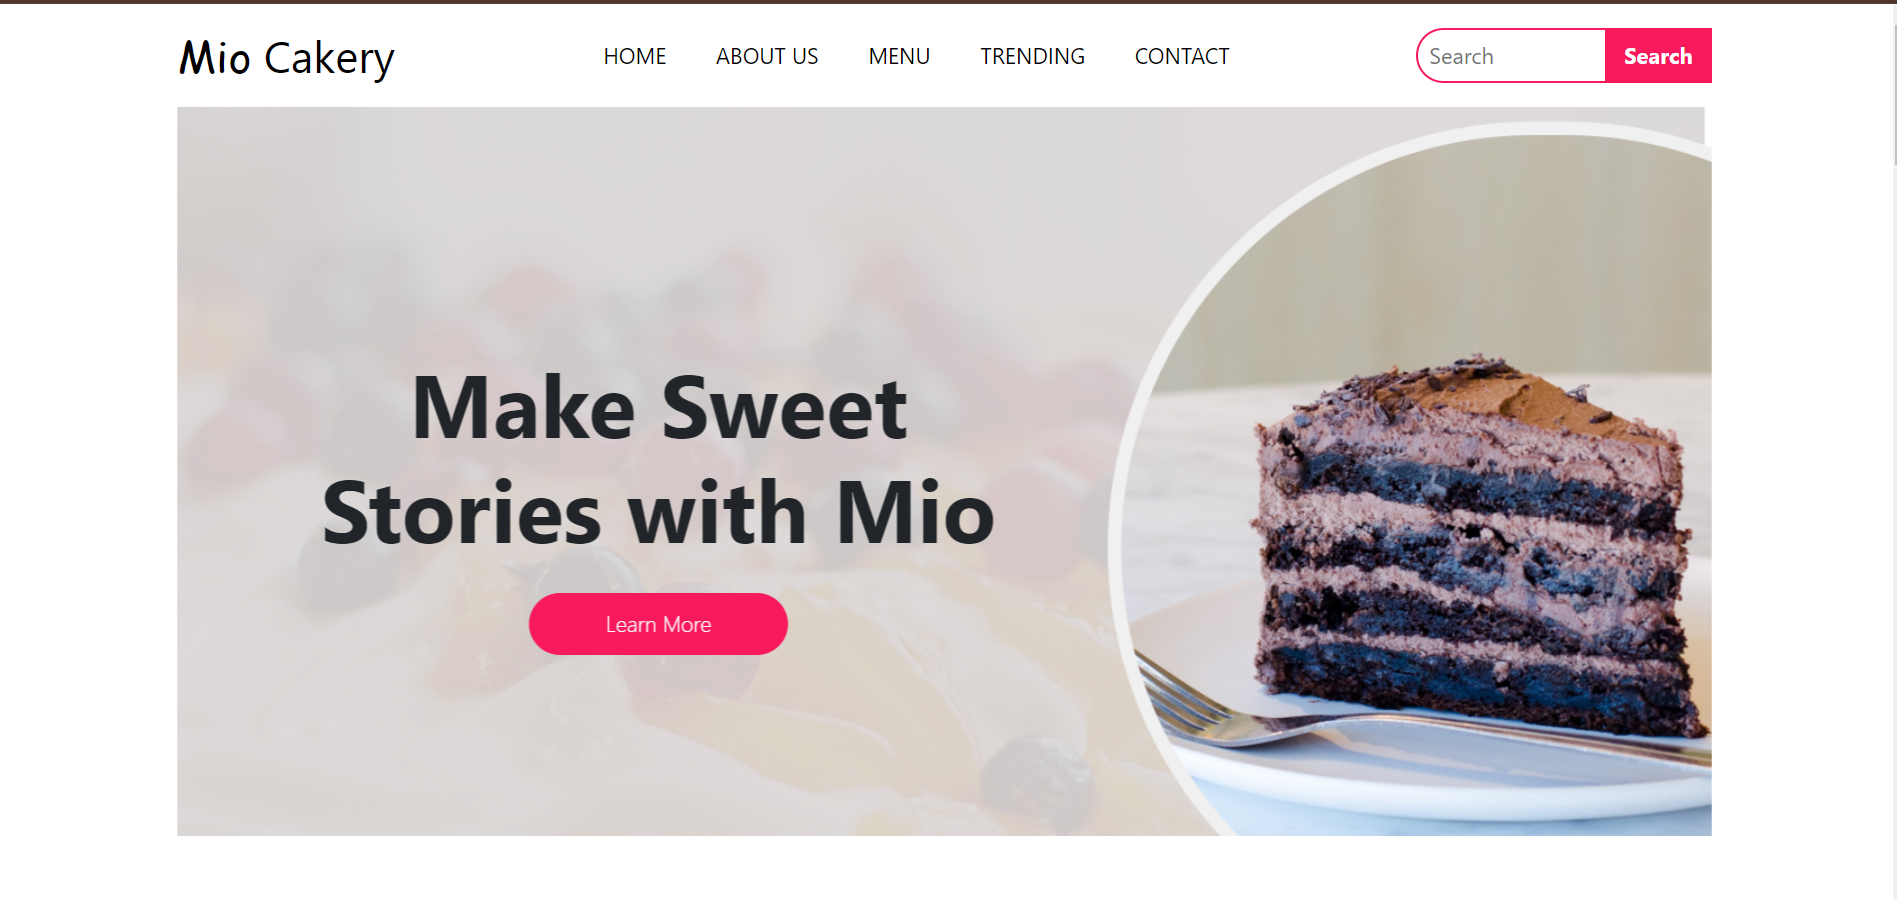 Mio Cakery
HOME
ABOUT US
MENU
TRENDING
CONTACT
Search
Search
Make Sweet
Stories with Mio
Learn More